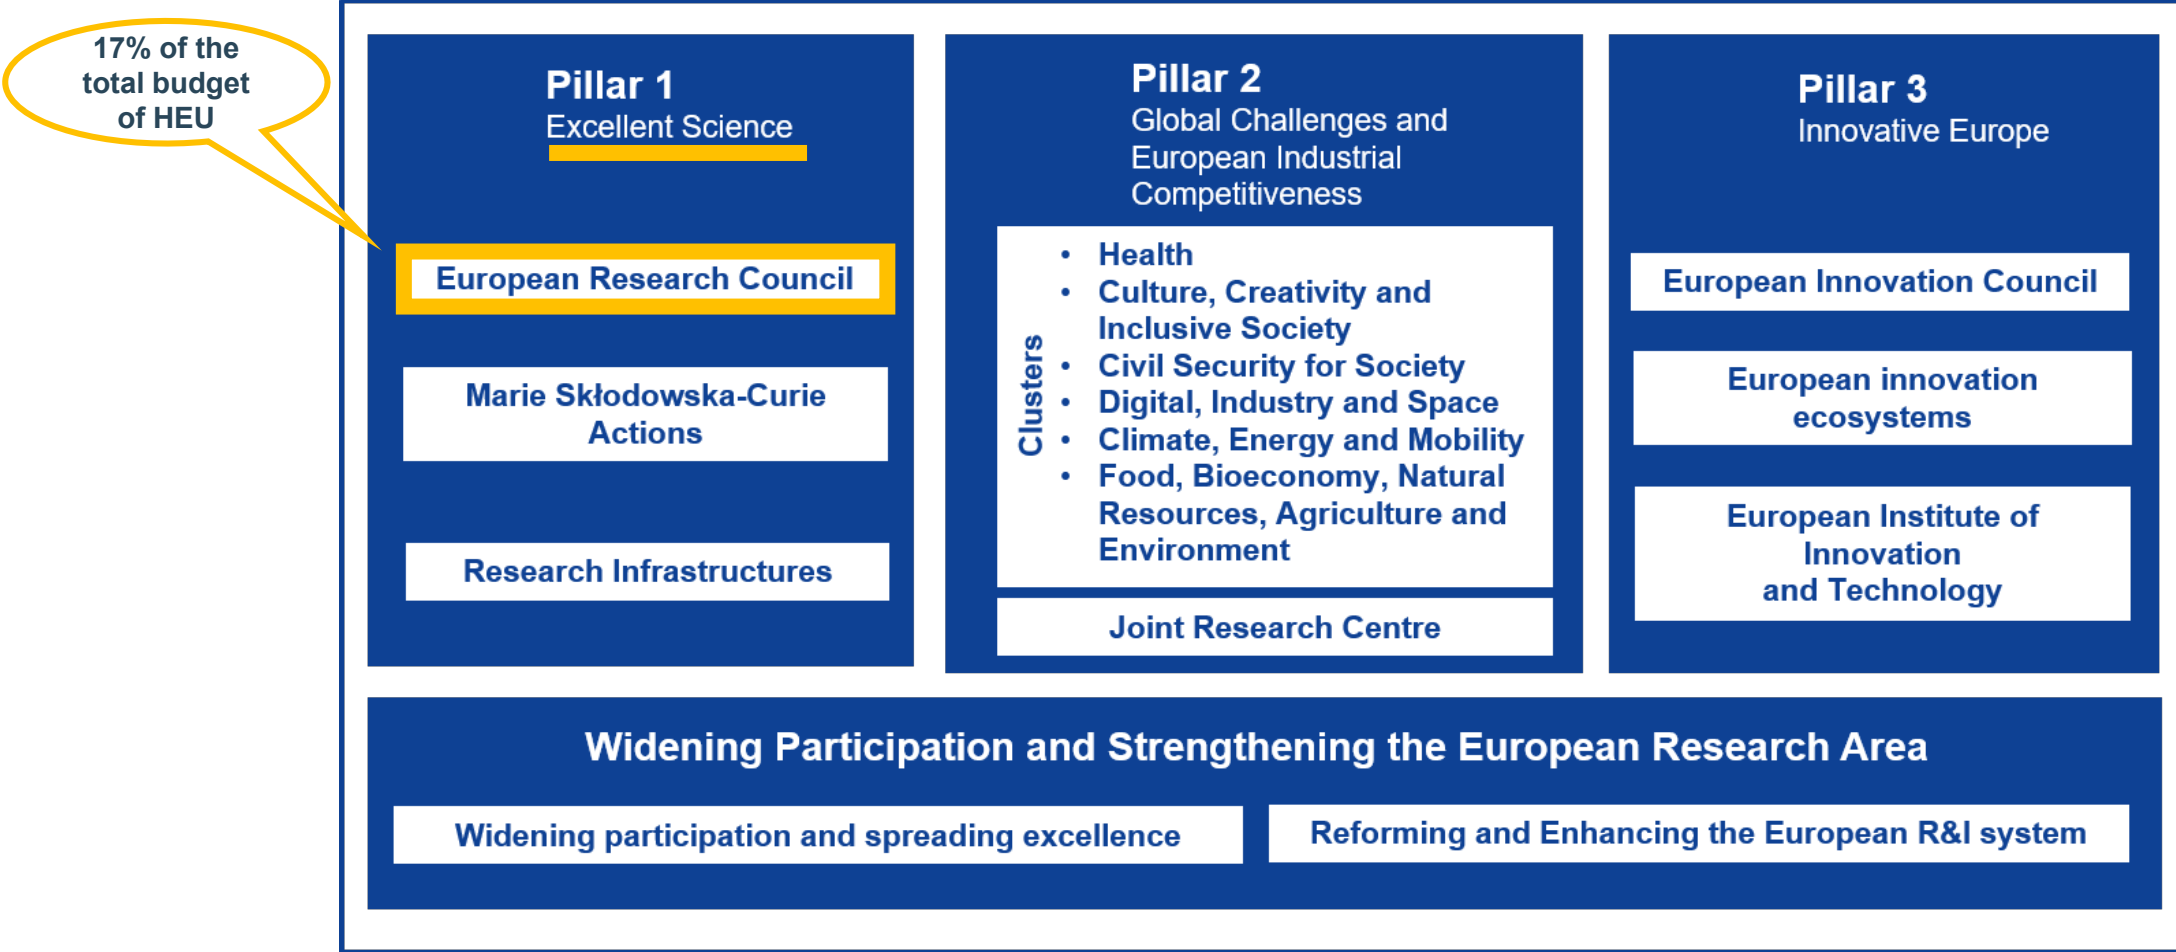 17% of the
total budget
of HEU
Pillar 1
Excellent Science
European Research Council
Marie Skłodowska-Curie
Actions
Research Infrastructures
Pillar 2
Global Challenges and
European Industrial
Competitiveness
Clusters
• Health
• Culture, Creativity and
Inclusive Society
• Civil Security for Society
• Digital, Industry and Space
• Climate, Energy and Mobility
• Food, Bioeconomy, Natural
Resources, Agriculture and
Environment
Joint Research Centre
Pillar 3
Innovative Europe
European Innovation Council
European innovation
ecosystems
European Institute of
Innovation
and Technology
Widening Participation and Strengthening the European Research Area
Widening participation and spreading excellence
Reforming and Enhancing the European R&I system